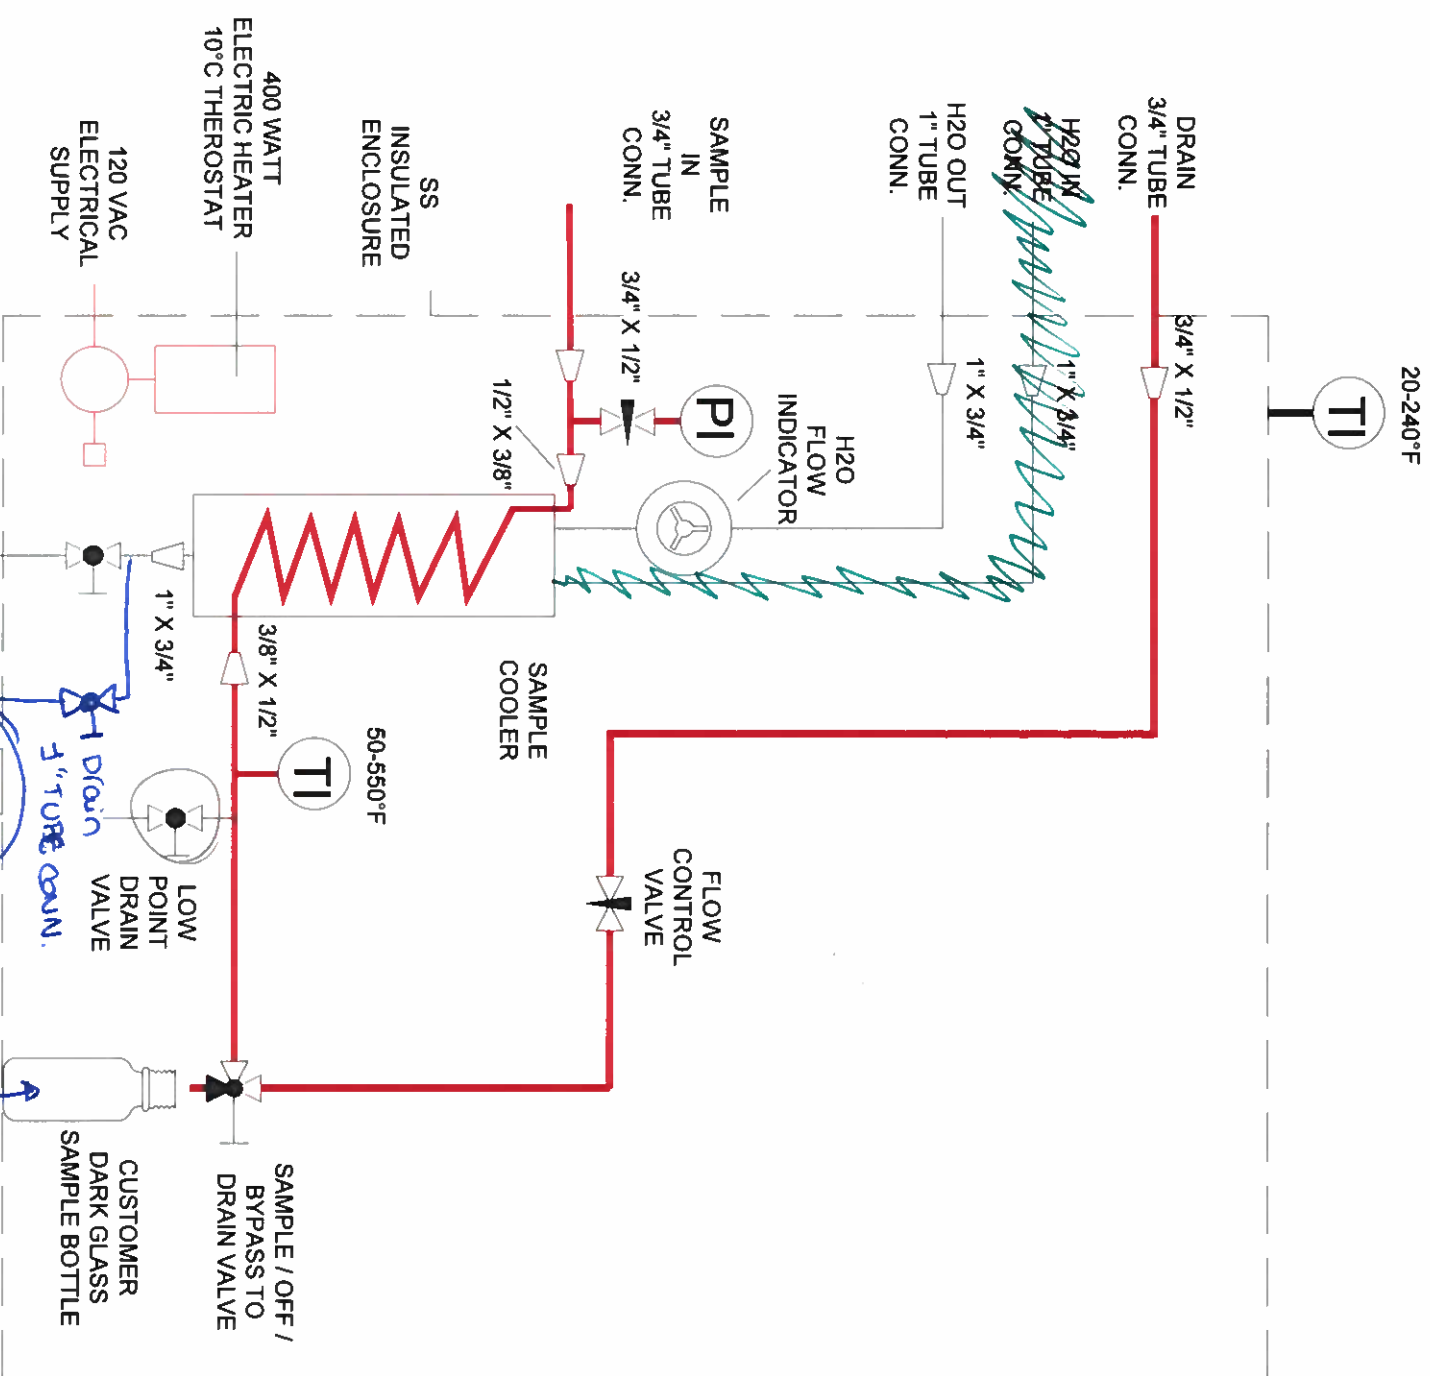 20-240°F
TI
DRAIN
3/4" TUBE
CONN.
3/4" X 1/2"
H2O IN
1" TUBE
CONN.
1" X 3/4"
H2O OUT
1" TUBE
CONN.
1" X 3/4"
H2O
FLOW
INDICATOR
SAMPLE
IN
3/4" TUBE
CONN.
3/4" X 1/2"
PI
1/2" X 3/8"
SS
INSULATED
ENCLOSURE
400 WATT
ELECTRIC HEATER
10°C THEROSTAT
120 VAC
ELECTRICAL
SUPPLY
SAMPLE
COOLER
FLOW
CONTROL
VALVE
50-550°F
TI
3/8" X 1/2"
1" X 3/4"
Drain
1" TUBE CONN.
LOW
POINT
DRAIN
VALVE
SAMPLE / OFF /
BYPASS TO
DRAIN VALVE
CUSTOMER
DARK GLASS
SAMPLE BOTTLE